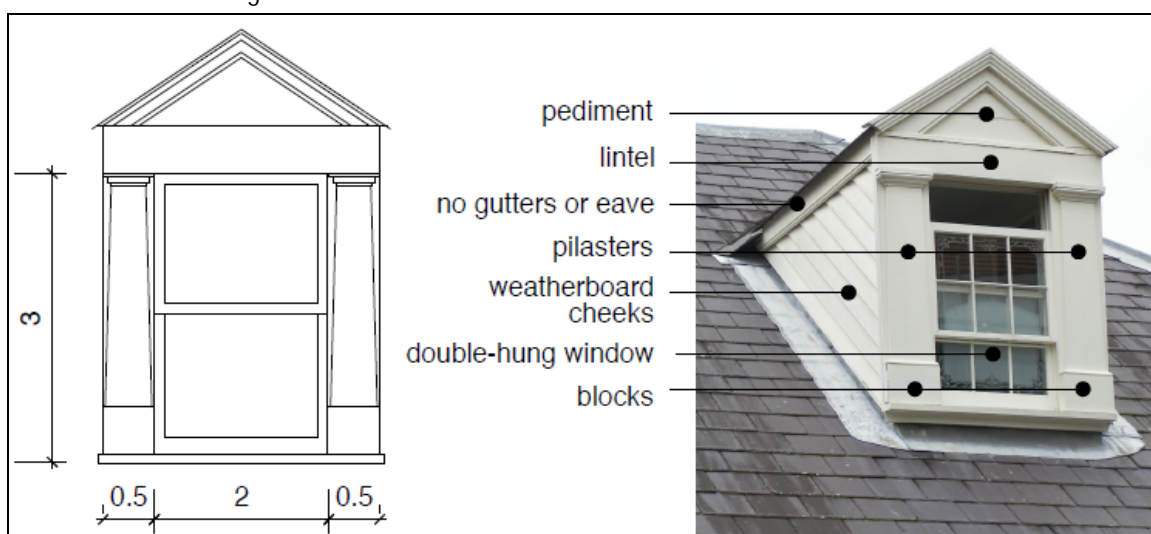 3
0.5
2
0.5
pediment
lintel
no gutters or eave
pilasters
weatherboard
cheeks
double-hung window
blocks